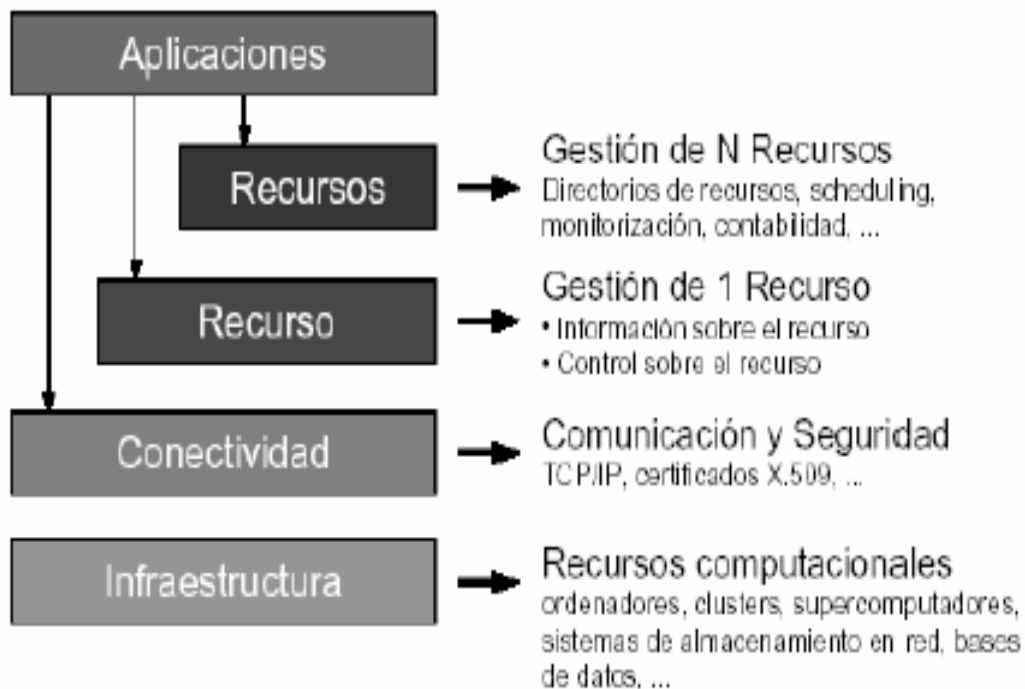 Aplicaciones
Recursos
Gestión de N Recursos
Directorios de recursos, scheduling,
monitorización, contabilidad, ...
Recurso
Gestión de 1 Recurso
• Información sobre el recurso
• Control sobre el recurso
Conectividad
Comunicación y Seguridad
TCP/IP, certificados X.509, ...
Infraestructura
Recursos computacionales
ordenadores, clusters, supercomputadores,
sistemas de almacenamiento en red, bases
de datos, ...